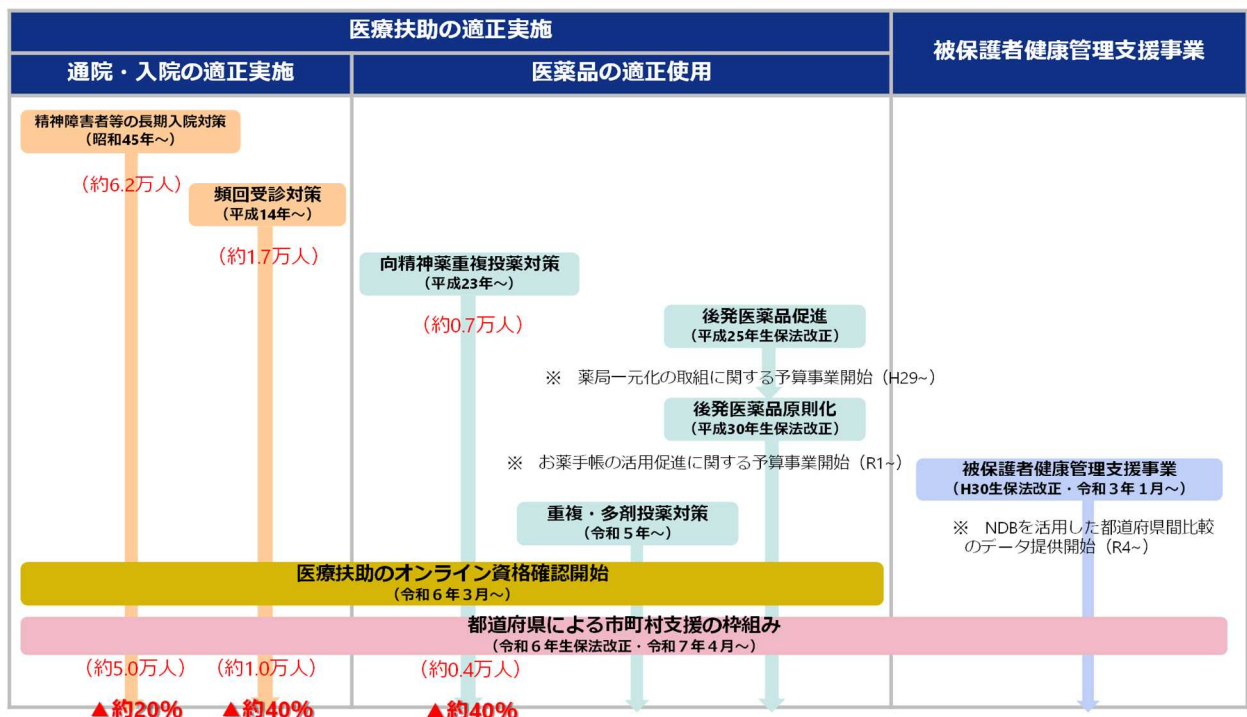 医療扶助の適正実施
被保護者健康管理支援事業
通院・入院の適正実施
医薬品の適正使用
精神障害者等の長期入院対策
（昭和45年～）
（約6.2万人）
頻回受診対策
（平成14年～）
（約1.7万人）
向精神薬重複投薬対策
（平成23年～）
（約0.7万人）
後発医薬品促進
（平成25年生保法改正）
※　薬局一元化の取組に関する予算事業開始（H29~）
後発医薬品原則化
（平成30年生保法改正）
※　お薬手帳の活用促進に関する予算事業開始（R1~）
被保護者健康管理支援事業
（H30生保法改正・令和３年１月～）
重複・多剤投薬対策
（令和５年～）
※　NDBを活用した都道府県間比較
のデータ提供開始（R4~）
医療扶助のオンライン資格確認開始
（令和６年３月～）
都道府県による市町村支援の枠組み
（令和６年生保法改正・令和７年４月～）
（約5.0万人）
（約1.0万人）
（約0.4万人）
▲約20%
▲約40%
▲約40%